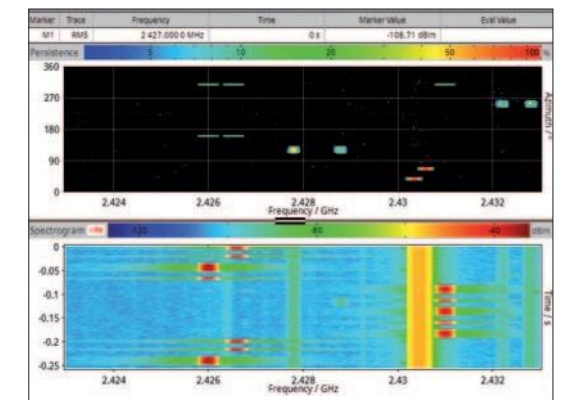 Marker Trace Frequency Time Marker Value Eval Value
M1 RMS 2 427.000 0 MHz 0 s -108.71 dBm
Persistence 5 10 20 50 100 %
360
270
180
90
0
Azimuth / °
2.424 2.426 2.428 2.43 2.432
Frequency / GHz
Spectrogram -120 -80 -40 dBm
0
-0.05
-0.1
-0.15
-0.2
-0.25
Time / s
2.424 2.426 2.428 2.43 2.432
Frequency / GHz